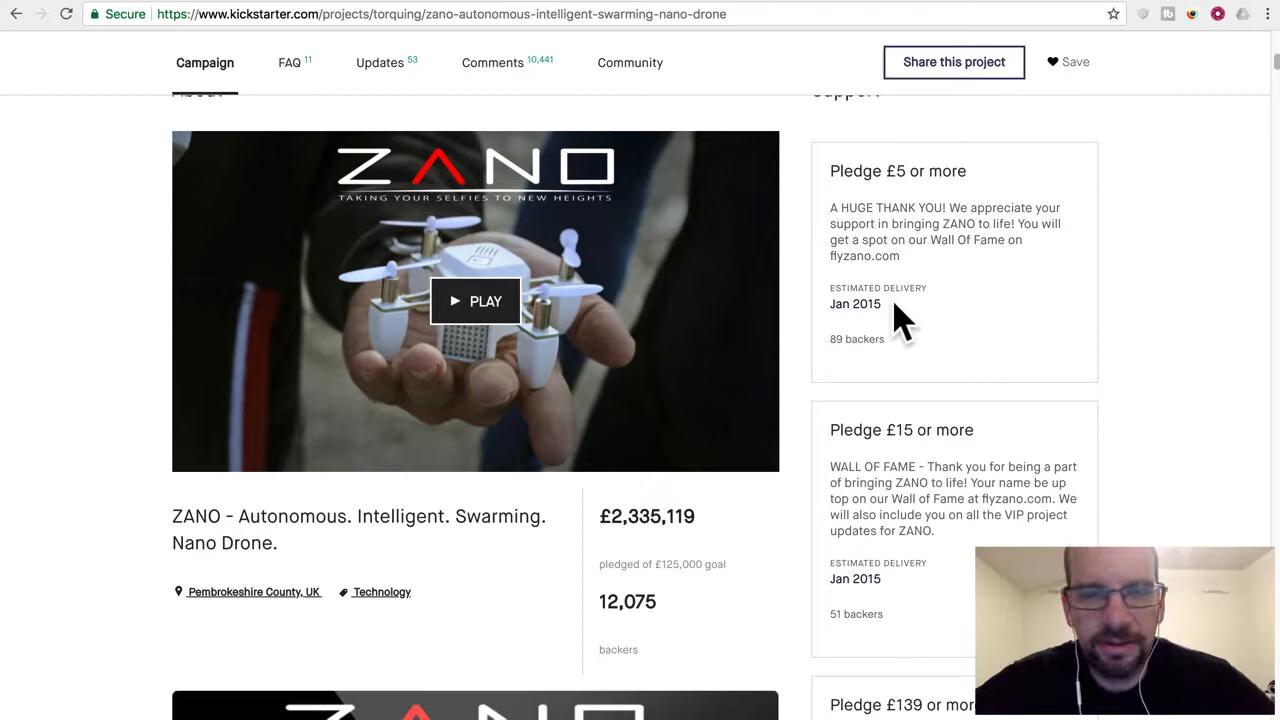 Secure https://www.kickstarter.com/projects/torquing/zano-autonomous-intelligent-swarming-nano-drone
Campaign FAQ 11 Updates 53 Comments 10,441 Community Share this project Save
About Support
ZANO
TAKING YOUR SELFIES TO NEW HEIGHTS
PLAY
ZANO - Autonomous. Intelligent. Swarming.
Nano Drone.
Pembrokeshire County, UK Technology
£2,335,119
pledged of £125,000 goal
12,075
backers
ZANO
Pledge £5 or more
A HUGE THANK YOU! We appreciate your
support in bringing ZANO to life! You will
get a spot on our Wall Of Fame on
flyzano.com
ESTIMATED DELIVERY
Jan 2015
89 backers
Pledge £15 or more
WALL OF FAME - Thank you for being a part
of bringing ZANO to life! Your name be up
top on our Wall of Fame at flyzano.com. We
will also include you on all the VIP project
updates for ZANO.
ESTIMATED DELIVERY
Jan 2015
51 backers
Pledge £139 or mor